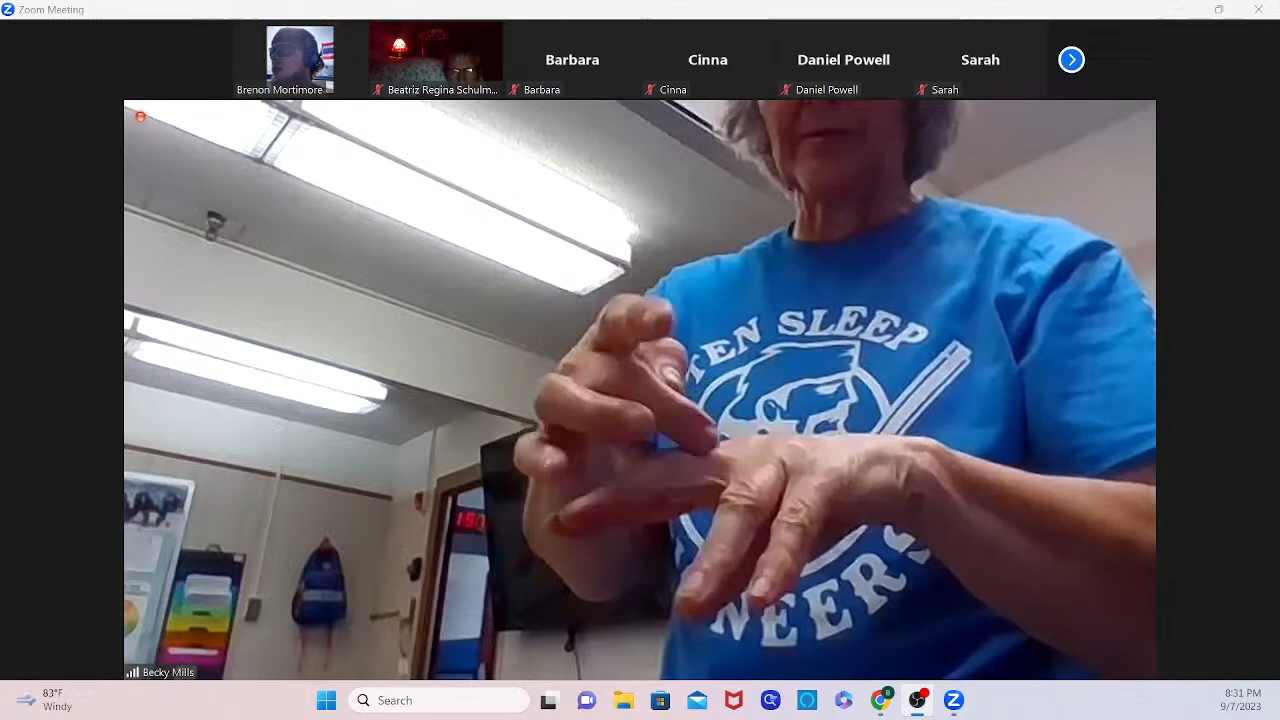 Zoom Meeting
Barbara
Cinna
Daniel Powell
Sarah
Brenon Mortimore
Beatriz Regina Schulm...
Barbara
Cinna
Daniel Powell
Sarah
TEN SLEEP
NEERS
Becky Mills
83°F
Windy
Search
8:31 PM
9/7/2023